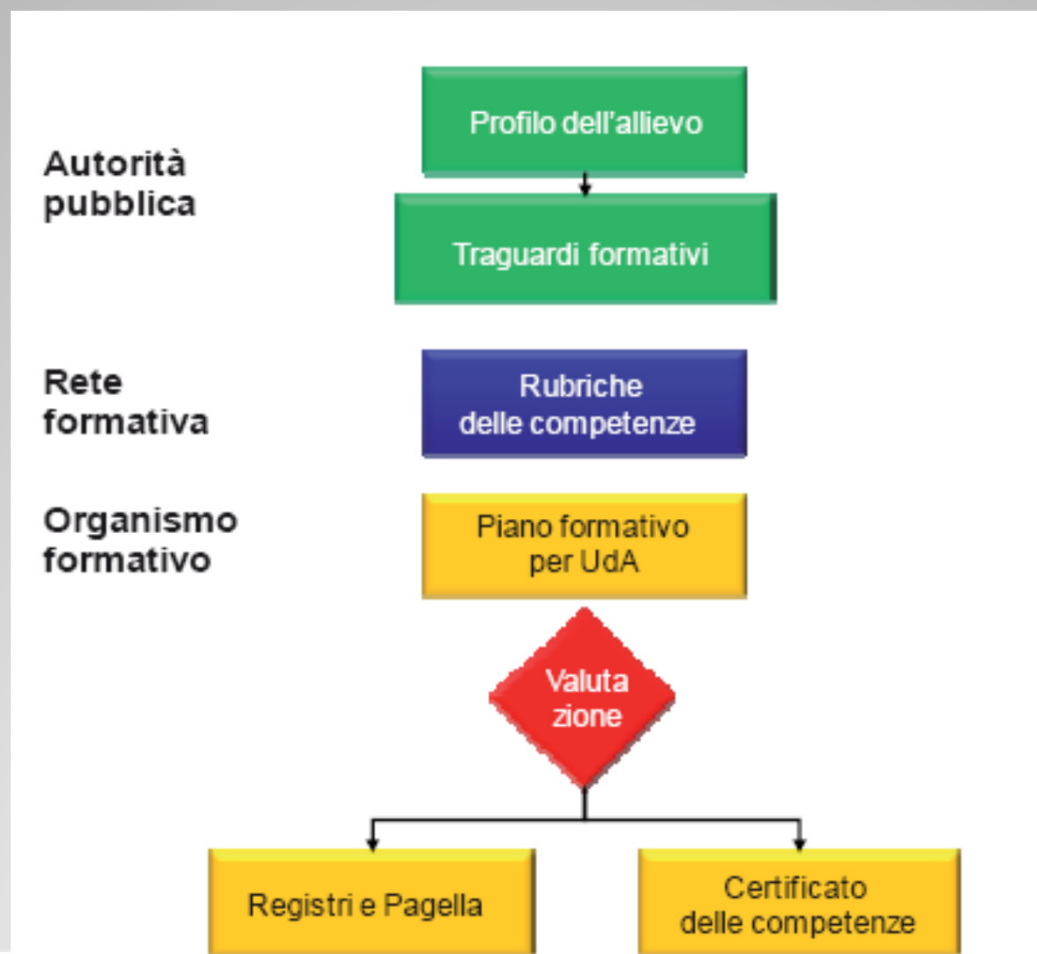 Profilo dell'allievo
Autorità
pubblica
Traguardi formativi
Rete
formativa
Rubriche
delle competenze
Organismo
formativo
Piano formativo
per UdA
Valuta
zione
Registri e Pagella
Certificato
delle competenze